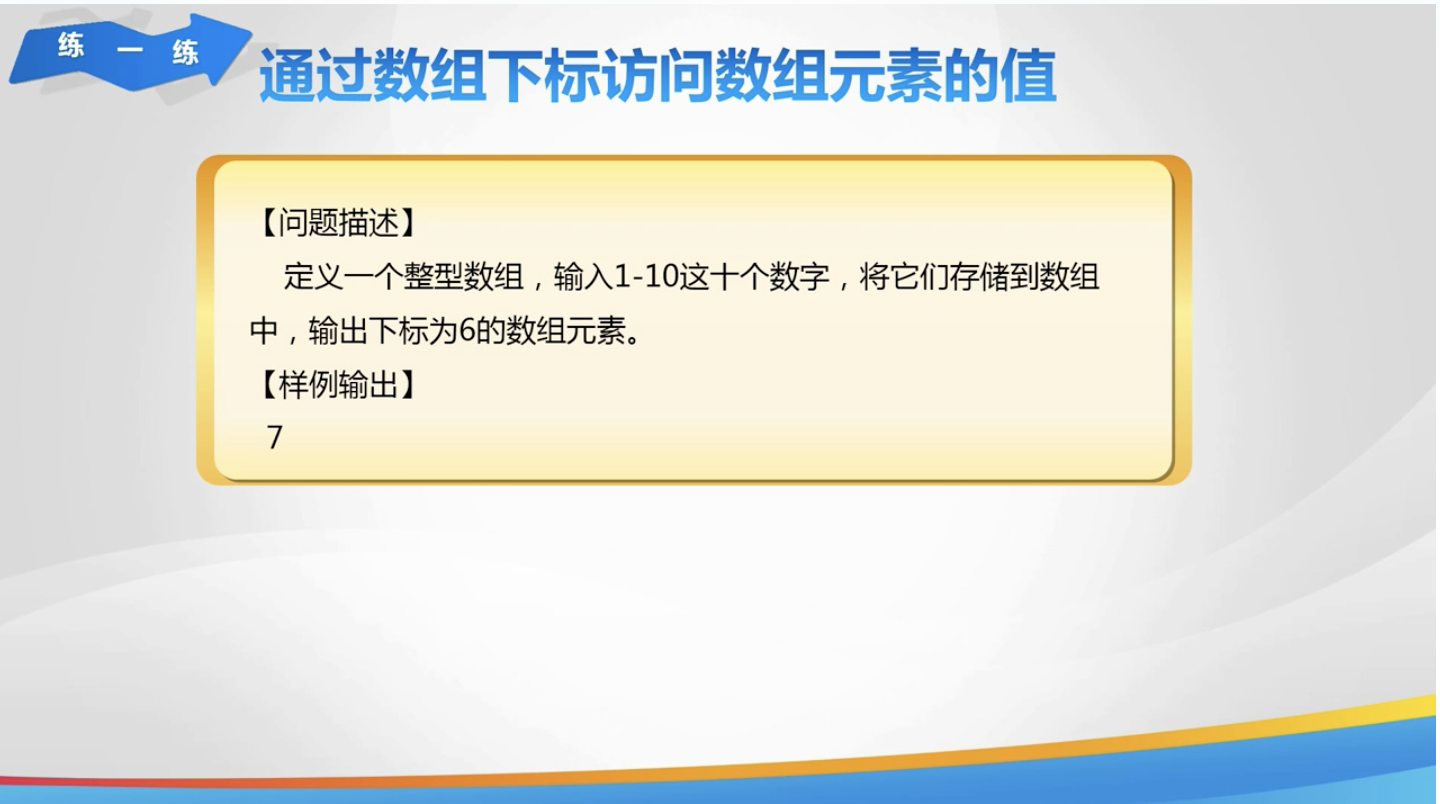 练一练
通过数组下标访问数组元素的值
【问题描述】
定义一个整型数组，输入1-10这十个数字，将它们存储到数组
中，输出下标为6的数组元素。
【样例输出】
7